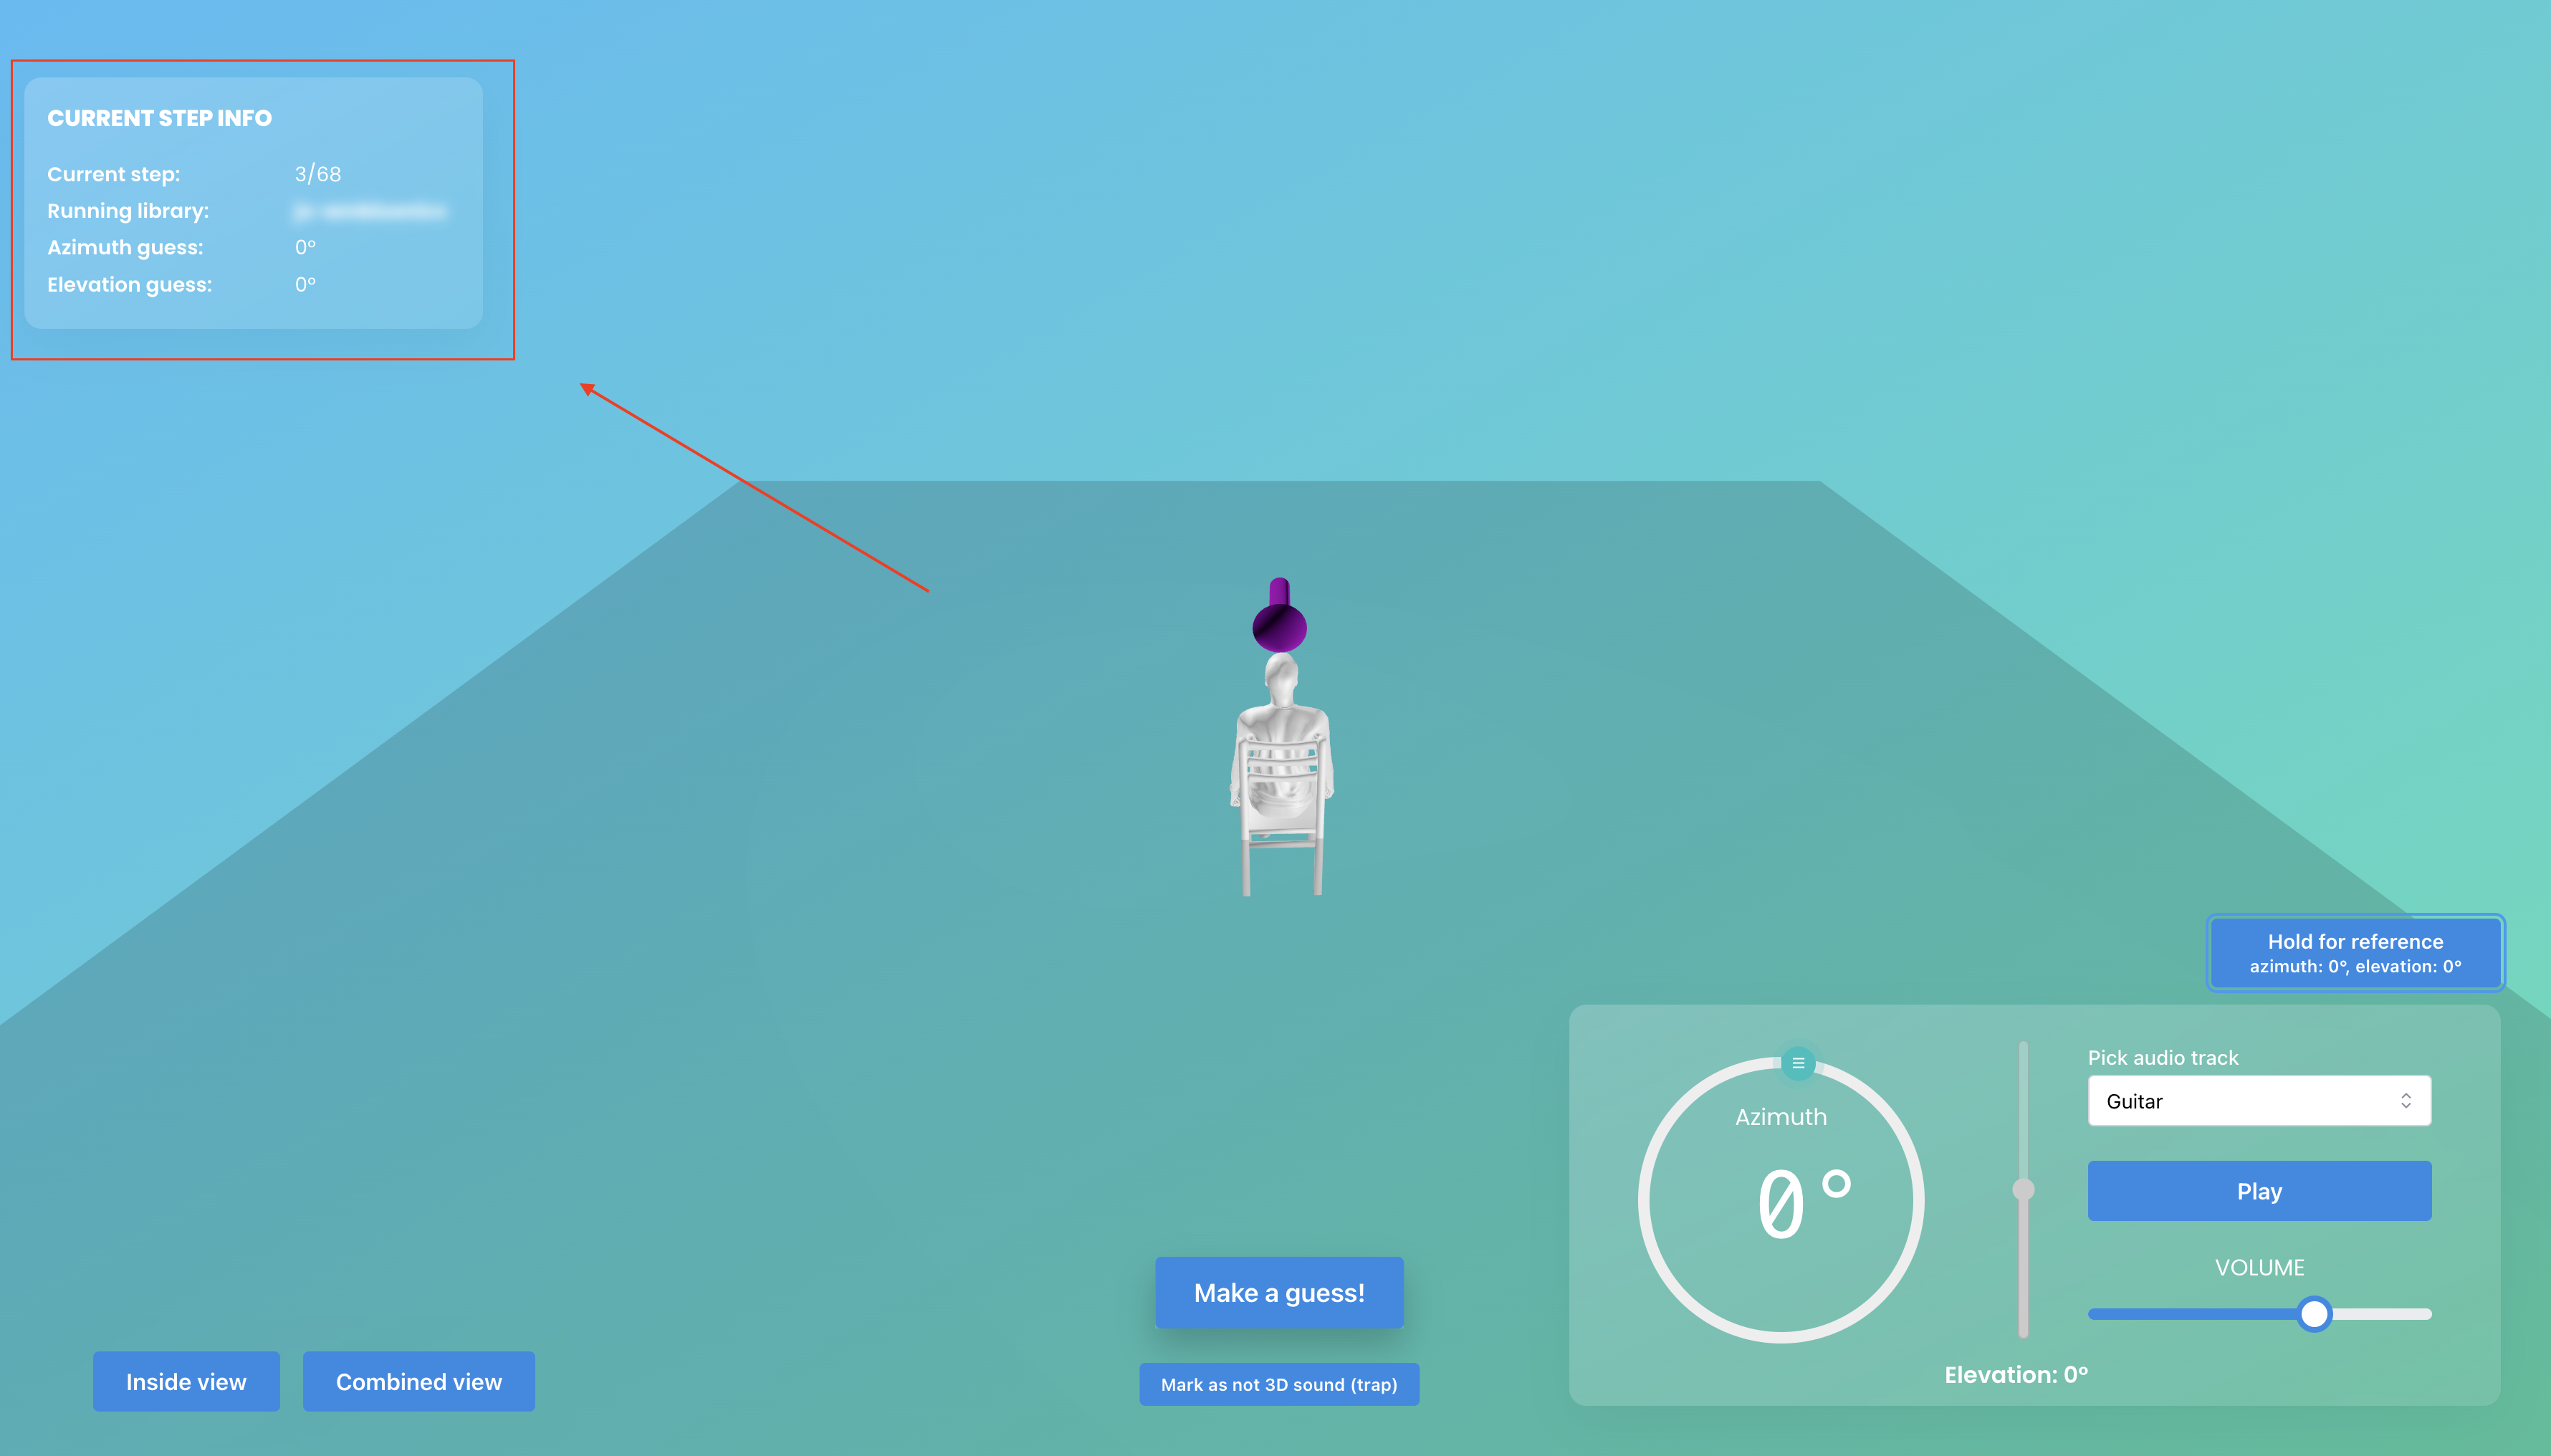 CURRENT STEP INFO
Current step: 3/68
Running library:
Azimuth guess: 0°
Elevation guess: 0°
Hold for reference
azimuth: 0°, elevation: 0°
Pick audio track
Guitar
Azimuth
0°
Play
VOLUME
Elevation: 0°
Make a guess!
Mark as not 3D sound (trap)
Inside view
Combined view